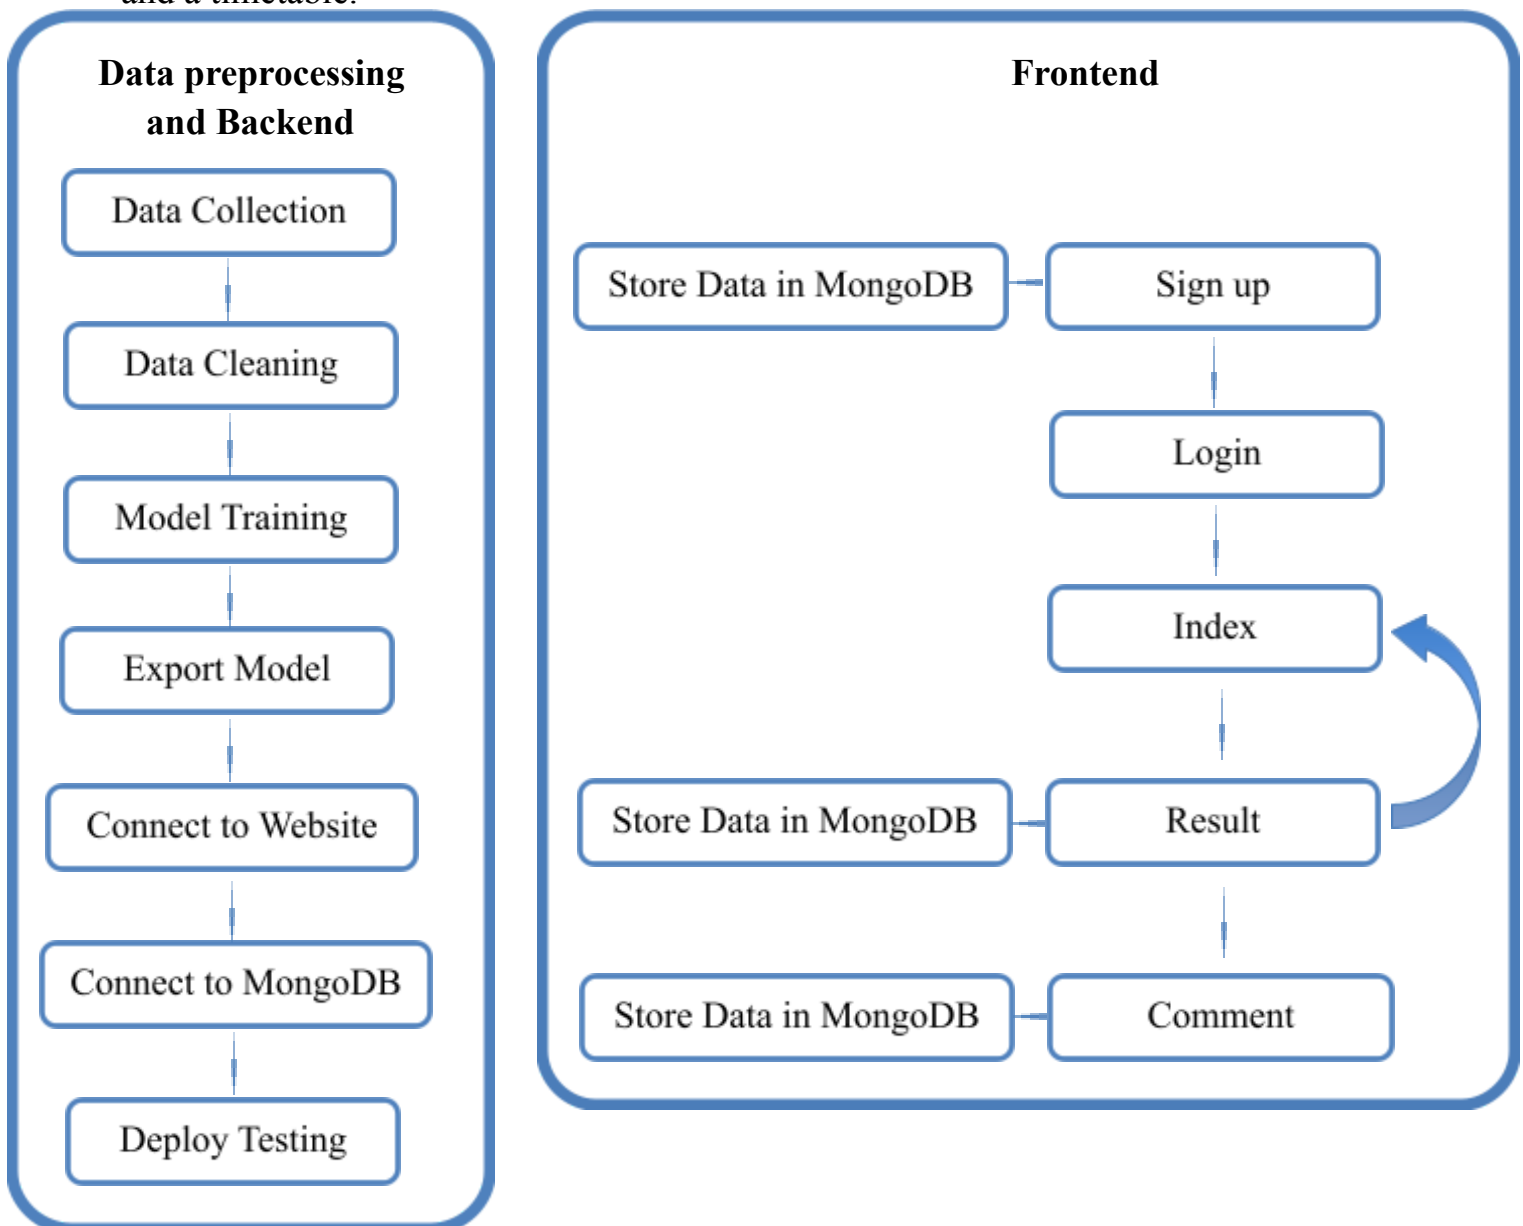 and a timetable.
Data preprocessing
and Backend
Data Collection
Data Cleaning
Model Training
Export Model
Connect to Website
Connect to MongoDB
Deploy Testing
Frontend
Store Data in MongoDB
Sign up
Login
Index
Store Data in MongoDB
Result
Store Data in MongoDB
Comment